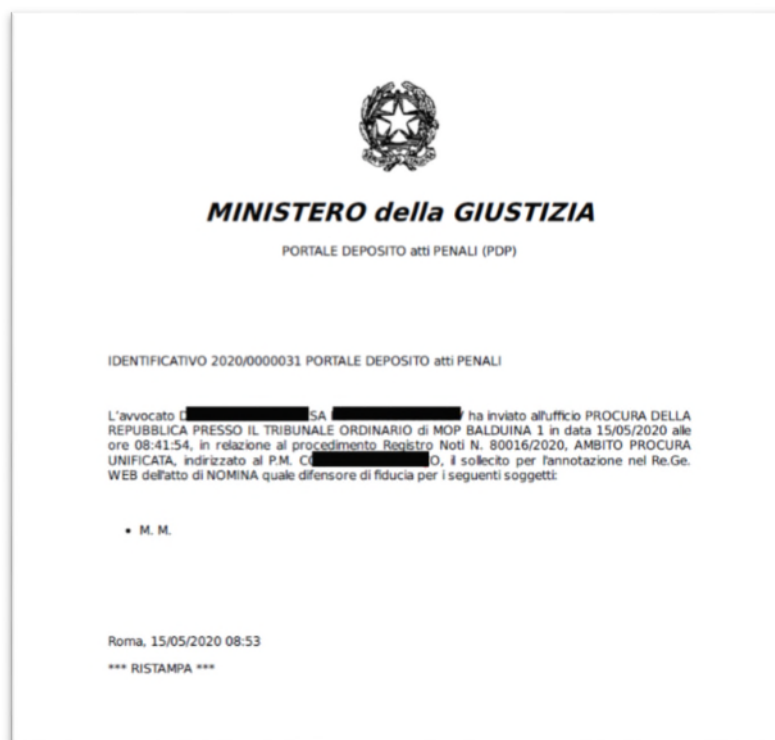 MINISTERO della GIUSTIZIA
PORTALE DEPOSITO atti PENALI (PDP)
IDENTIFICATIVO 2020/0000031 PORTALE DEPOSITO atti PENALI
L'avvocato D SA ha inviato all'ufficio PROCURA DELLA
REPUBBLICA PRESSO IL TRIBUNALE ORDINARIO di MOP BALDUINA 1 in data 15/05/2020 alle
ore 08:41:54, in relazione al procedimento Registro Noti N. 80016/2020, AMBITO PROCURA
UNIFICATA, indirizzato al P.M. CO O, il sollecito per l'annotazione nel Re.Ge.
WEB dell'atto di NOMINA quale difensore di fiducia per i seguenti soggetti:
• M. M.
Roma, 15/05/2020 08:53
*** RISTAMPA ***